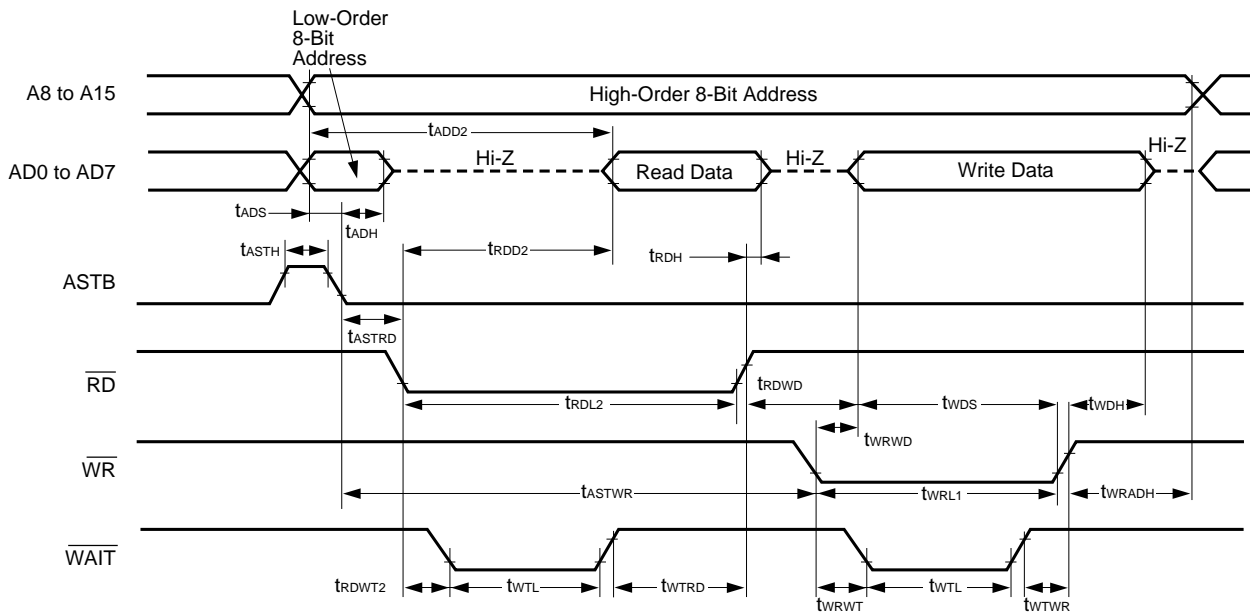 Low-Order
8-Bit
Address
A8 to A15
High-Order 8-Bit Address
tADD2
AD0 to AD7
Hi-Z
Read Data
Hi-Z
Write Data
Hi-Z
tADS
tADH
tASTH
tRDD2
tRDH
ASTB
tASTRD
RD
tRDWD
tRDL2
tWDS
tWDH
tWRWD
WR
tASTWR
tWRL1
tWRADH
WAIT
tRDWT2
tWTL
tWTRD
tWRWT
tWTL
tWTWR